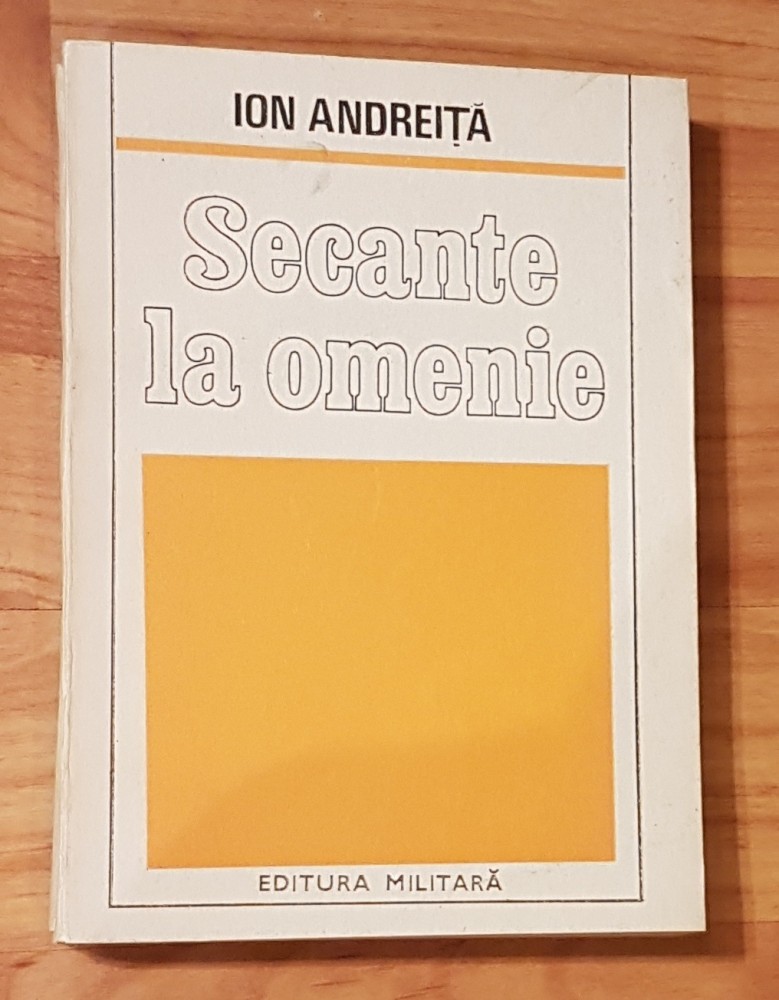 ION ANDREIȚĂ
Secante
la omenie
EDITURA MILITARĂ